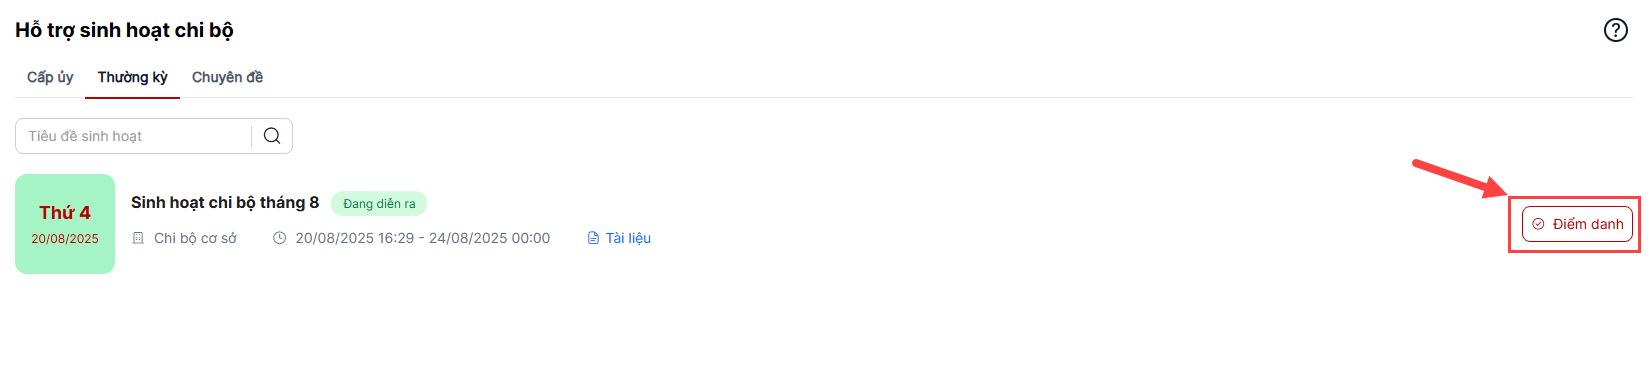 Hỗ trợ sinh hoạt chi bộ
Cấp ủy Thường kỳ Chuyên đề
Tiêu đề sinh hoạt
Thứ 4
20/08/2025
Sinh hoạt chi bộ tháng 8 Đang diễn ra
Chi bộ cơ sở 20/08/2025 16:29 - 24/08/2025 00:00 Tài liệu
Điểm danh